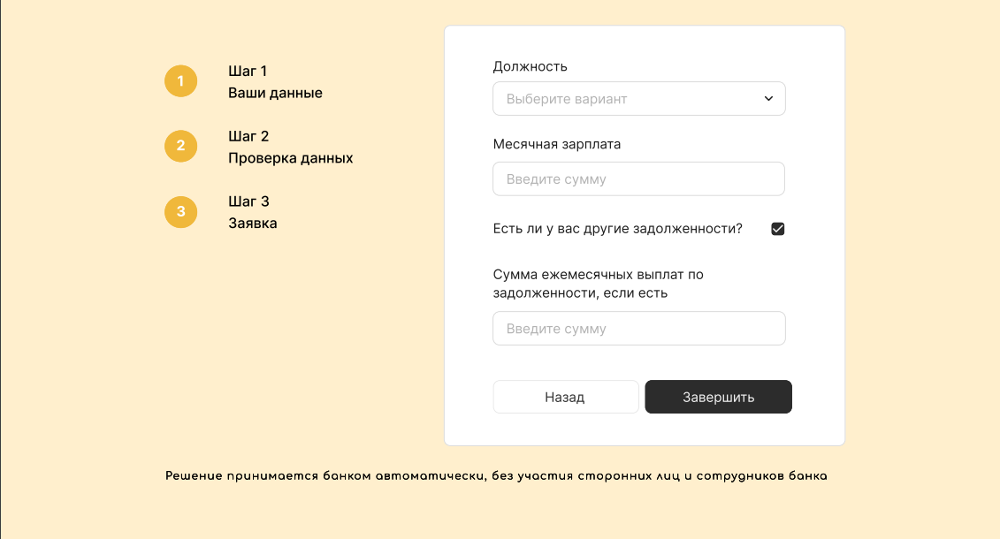 1
Шаг 1
Ваши данные
2
Шаг 2
Проверка данных
3
Шаг 3
Заявка
Должность
Выберите вариант
Месячная зарплата
Введите сумму
Есть ли у вас другие задолженности?
Сумма ежемесячных выплат по
задолженности, если есть
Введите сумму
Назад
Завершить
Решение принимается банком автоматически, без участия сторонних лиц и сотрудников банка